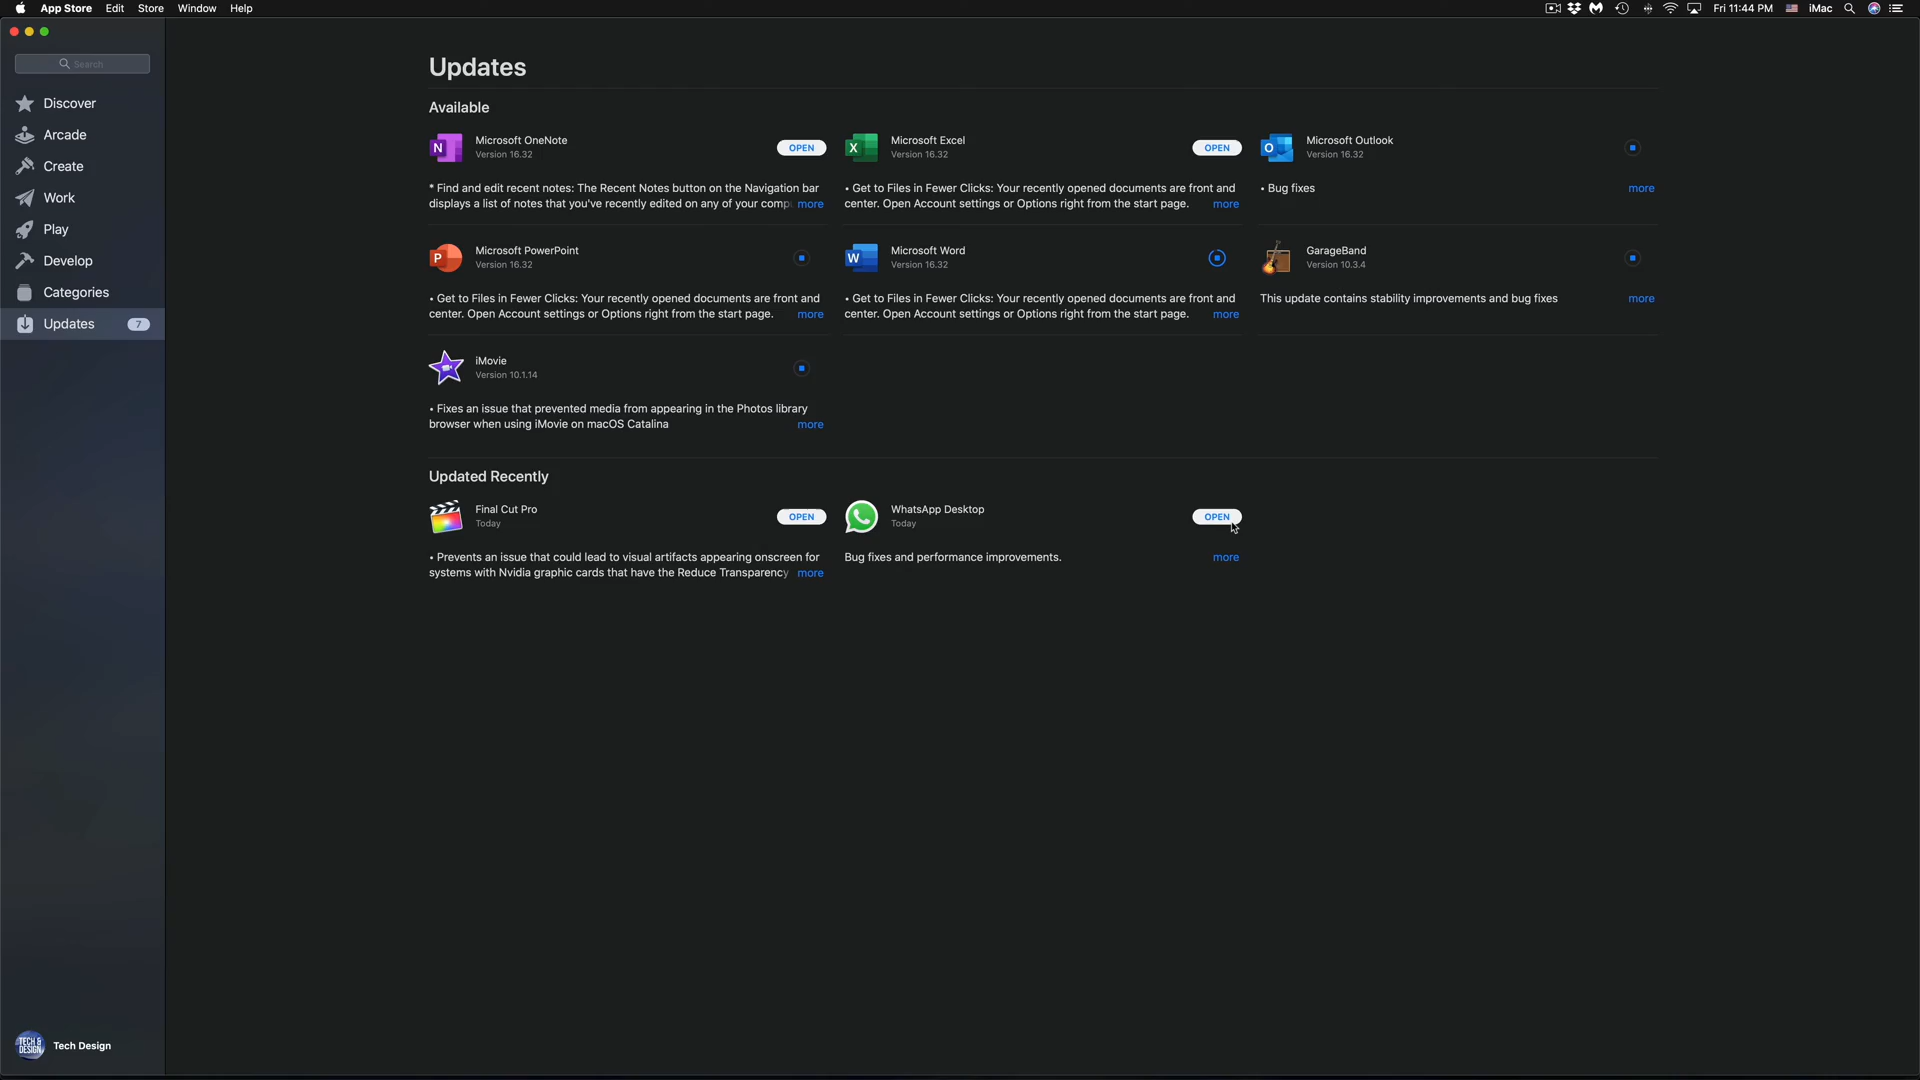 App Store Edit Store Window Help
Fri 11:44 PM iMac
Search
Discover
Arcade
Create
Work
Play
Develop
Categories
Updates 7
TECH &
DESIGN
Tech Design
Updates
Available
N
Microsoft OneNote
Version 16.32
OPEN
* Find and edit recent notes: The Recent Notes button on the Navigation bar
displays a list of notes that you've recently edited on any of your comp more
X
Microsoft Excel
Version 16.32
OPEN
• Get to Files in Fewer Clicks: Your recently opened documents are front and
center. Open Account settings or Options right from the start page. more
O
Microsoft Outlook
Version 16.32
• Bug fixes more
P
Microsoft PowerPoint
Version 16.32
• Get to Files in Fewer Clicks: Your recently opened documents are front and
center. Open Account settings or Options right from the start page. more
W
Microsoft Word
Version 16.32
• Get to Files in Fewer Clicks: Your recently opened documents are front and
center. Open Account settings or Options right from the start page. more
GarageBand
Version 10.3.4
This update contains stability improvements and bug fixes more
iMovie
Version 10.1.14
• Fixes an issue that prevented media from appearing in the Photos library
browser when using iMovie on macOS Catalina more
Updated Recently
Final Cut Pro
Today
OPEN
• Prevents an issue that could lead to visual artifacts appearing onscreen for
systems with Nvidia graphic cards that have the Reduce Transparency more
WhatsApp Desktop
Today
OPEN
Bug fixes and performance improvements. more